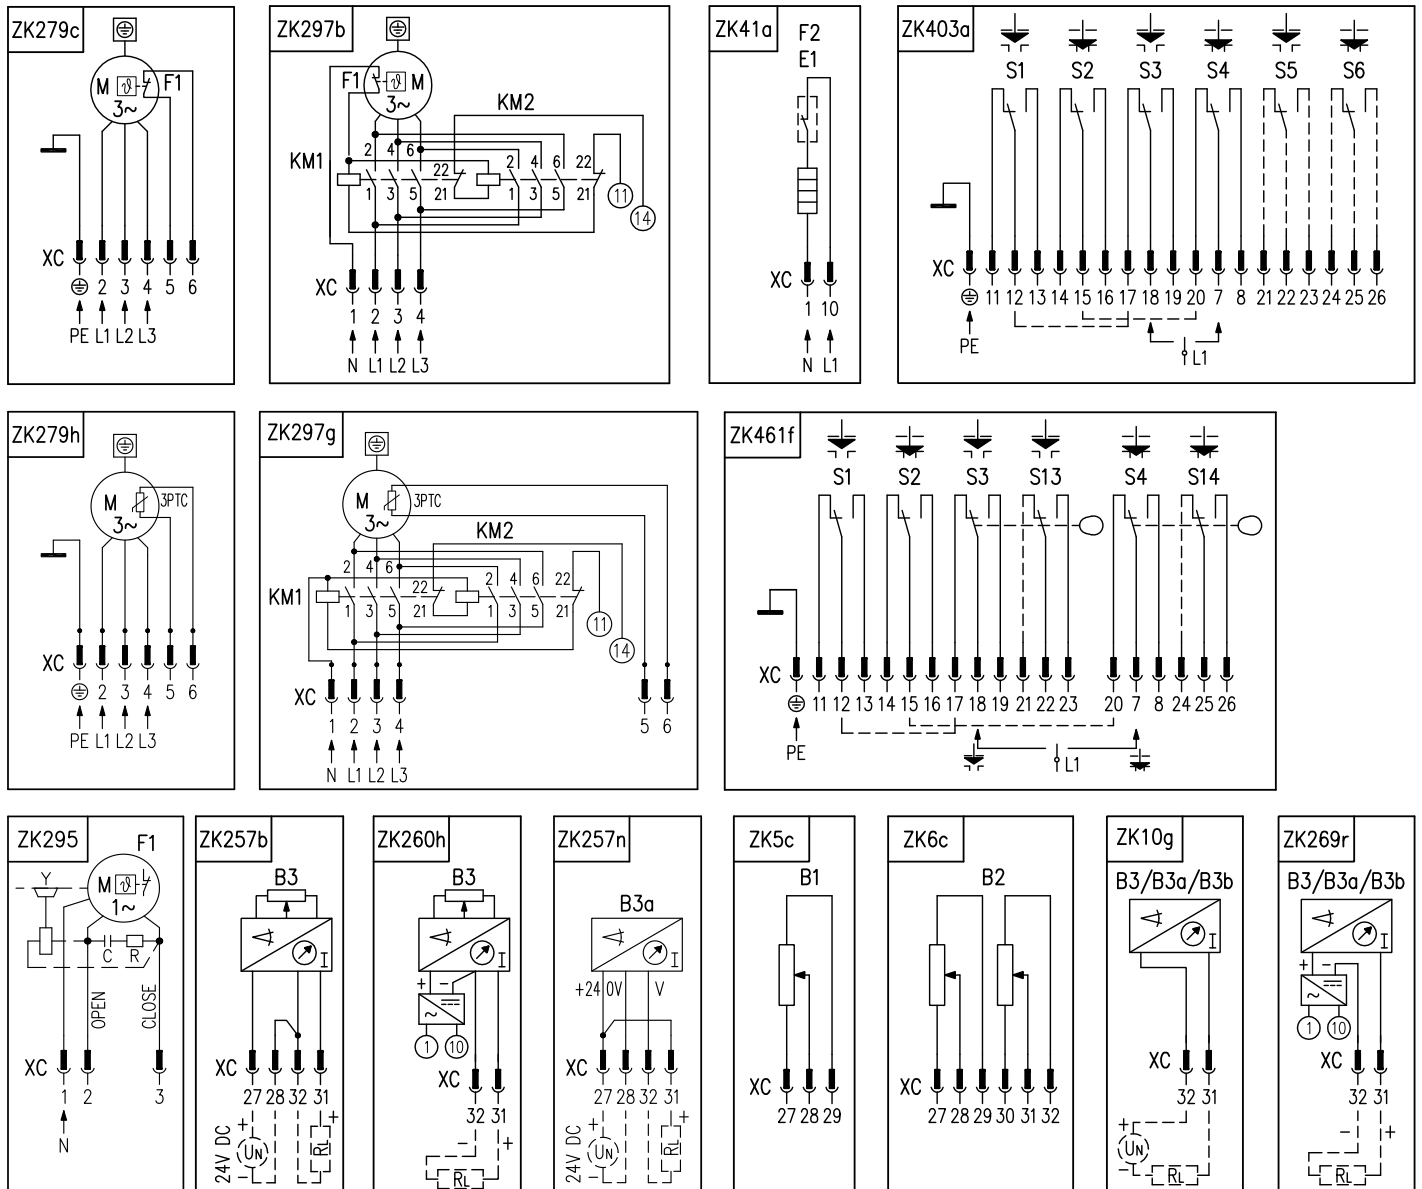 ZK279c
M ϑ F1
3~
XC
2 3 4 5 6
PE L1 L2 L3
ZK297b
F1 ϑ M
3~
KM2
2 4 6 22 2 4 6 22
KM1
1 3 5 21 1 3 5 21
11
14
XC
1 2 3 4
N L1 L2 L3
ZK41a
F2
E1
XC
1 10
N L1
ZK403a
S1 S2 S3 S4 S5 S6
XC
11 12 13 14 15 16 17 18 19 20 7 8 21 22 23 24 25 26
PE
L1
ZK279h
M 3PTC
3~
XC
2 3 4 5 6
PE L1 L2 L3
ZK297g
M 3PTC
3~
KM2
2 4 6 22 2 4 6 22
KM1
1 3 5 21 1 3 5 21
11
14
XC
1 2 3 4 5 6
N L1 L2 L3
ZK461f
S1 S2 S3 S13 S4 S14
XC
11 12 13 14 15 16 17 18 19 21 22 23 20 7 8 24 25 26
PE
L1
ZK295
F1
Y
M ϑ
1~
C R
OPEN
CLOSE
XC
1 2 3
N
ZK257b
B3
I
XC
27 28 32 31
24V DC
+ UN −
RL +
ZK260h
B3
I
+ −
~
1 10
XC
32 31
− +
RL
ZK257n
B3a
I
+24 0V V
XC
27 28 32 31
24V DC
+ UN −
RL +
ZK5c
B1
XC
27 28 29
ZK6c
B2
XC
27 28 29 30 31 32
ZK10g
B3/B3a/B3b
I
XC
32 31
+
UN
−
RL
ZK269r
B3/B3a/B3b
I
+ −
~
1 10
XC
32 31
− +
RL